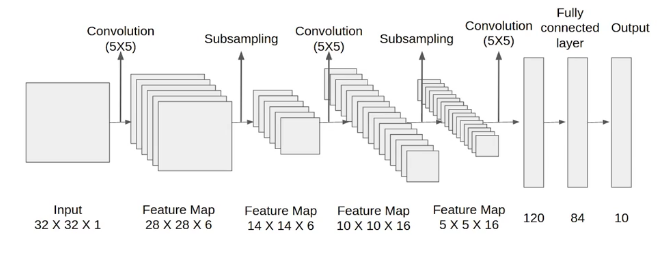 Convolution
(5X5)
Subsampling
Convolution
(5X5)
Subsampling
Convolution
(5X5)
Fully
connected
layer
Output
Input
32 X 32 X 1
Feature Map
28 X 28 X 6
Feature Map
14 X 14 X 6
Feature Map
10 X 10 X 16
Feature Map
5 X 5 X 16
120
84
10